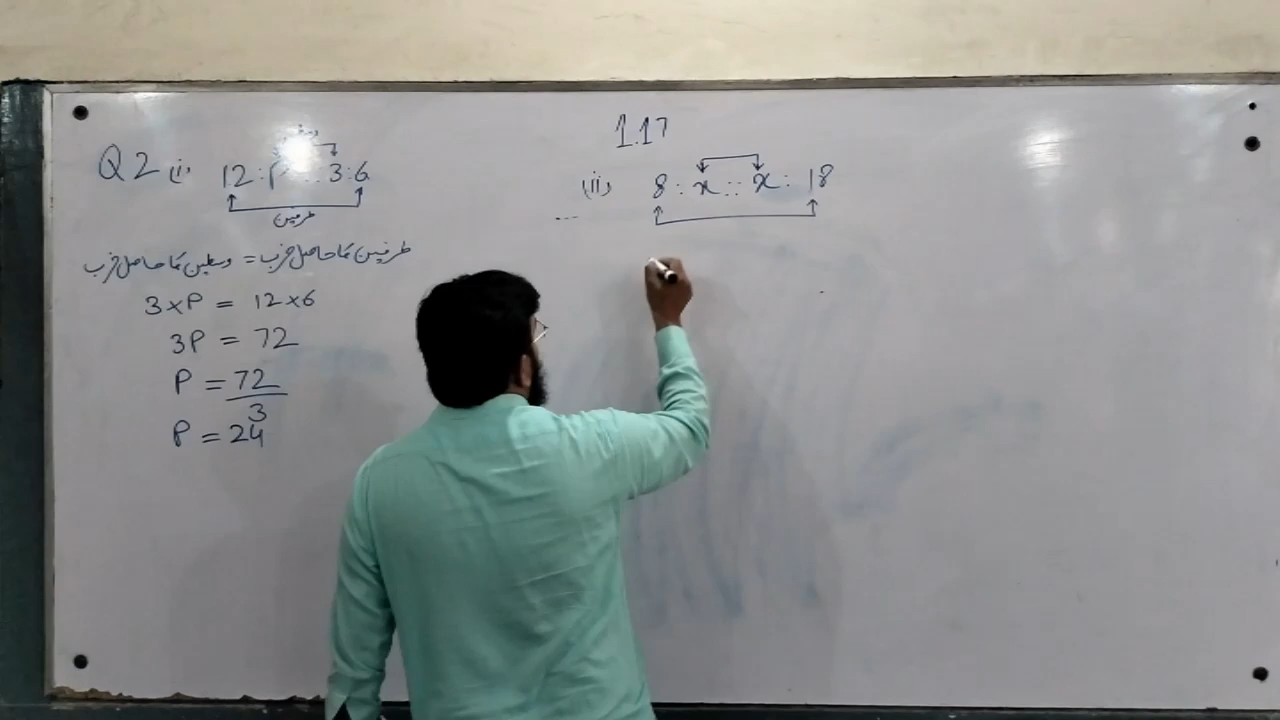 1.17
Q2 (i) 12 : P :: 3 : 6
طرفین
وسطین کا حاصل ضرب = طرفین کا حاصل ضرب
3×P = 12×6
3P = 72
P = 72/3
P = 24
(ii) 8 : x :: x : 18